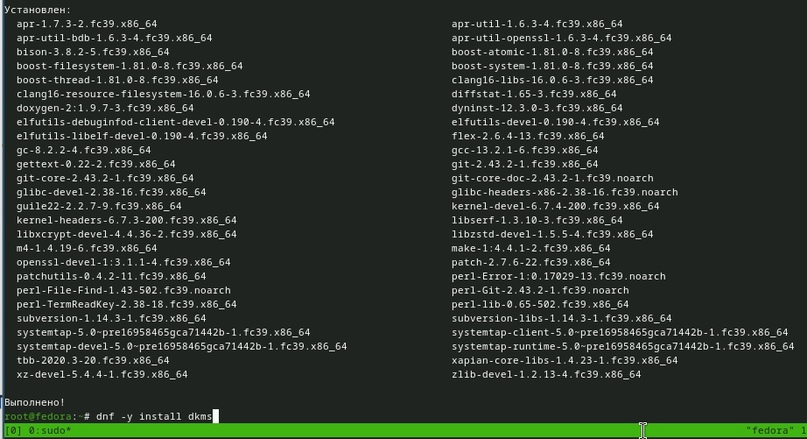 Установлен:
apr-1.7.3-2.fc39.x86_64 apr-util-1.6.3-4.fc39.x86_64
apr-util-bdb-1.6.3-4.fc39.x86_64 apr-util-openssl-1.6.3-4.fc39.x86_64
bison-3.8.2-5.fc39.x86_64 boost-atomic-1.81.0-8.fc39.x86_64
boost-filesystem-1.81.0-8.fc39.x86_64 boost-system-1.81.0-8.fc39.x86_64
boost-thread-1.81.0-8.fc39.x86_64 clang16-libs-16.0.6-3.fc39.x86_64
clang16-resource-filesystem-16.0.6-3.fc39.x86_64 diffstat-1.65-3.fc39.x86_64
doxygen-2:1.9.7-3.fc39.x86_64 dyninst-12.3.0-3.fc39.x86_64
elfutils-debuginfod-client-devel-0.190-4.fc39.x86_64 elfutils-devel-0.190-4.fc39.x86_64
elfutils-libelf-devel-0.190-4.fc39.x86_64 flex-2.6.4-13.fc39.x86_64
gc-8.2.2-4.fc39.x86_64 gcc-13.2.1-6.fc39.x86_64
gettext-0.22-2.fc39.x86_64 git-2.43.2-1.fc39.x86_64
git-core-2.43.2-1.fc39.x86_64 git-core-doc-2.43.2-1.fc39.noarch
glibc-devel-2.38-16.fc39.x86_64 glibc-headers-x86-2.38-16.fc39.noarch
guile22-2.2.7-9.fc39.x86_64 kernel-devel-6.7.4-200.fc39.x86_64
kernel-headers-6.7.3-200.fc39.x86_64 libserf-1.3.10-3.fc39.x86_64
libxcrypt-devel-4.4.36-2.fc39.x86_64 libzstd-devel-1.5.5-4.fc39.x86_64
m4-1.4.19-6.fc39.x86_64 make-1:4.4.1-2.fc39.x86_64
openssl-devel-1:3.1.1-4.fc39.x86_64 patch-2.7.6-22.fc39.x86_64
patchutils-0.4.2-11.fc39.x86_64 perl-Error-1:0.17029-13.fc39.noarch
perl-File-Find-1.43-502.fc39.noarch perl-Git-2.43.2-1.fc39.noarch
perl-TermReadKey-2.38-18.fc39.x86_64 perl-lib-0.65-502.fc39.x86_64
subversion-1.14.3-1.fc39.x86_64 subversion-libs-1.14.3-1.fc39.x86_64
systemtap-5.0~pre16958465gca71442b-1.fc39.x86_64 systemtap-client-5.0~pre16958465gca71442b-1.fc39.x86_64
systemtap-devel-5.0~pre16958465gca71442b-1.fc39.x86_64 systemtap-runtime-5.0~pre16958465gca71442b-1.fc39.x86_64
tbb-2020.3-20.fc39.x86_64 xapian-core-libs-1.4.23-1.fc39.x86_64
xz-devel-5.4.4-1.fc39.x86_64 zlib-devel-1.2.13-4.fc39.x86_64
Выполнено!
root@fedora:~# dnf -y install dkms
[0] 0:sudo* "fedora" 1